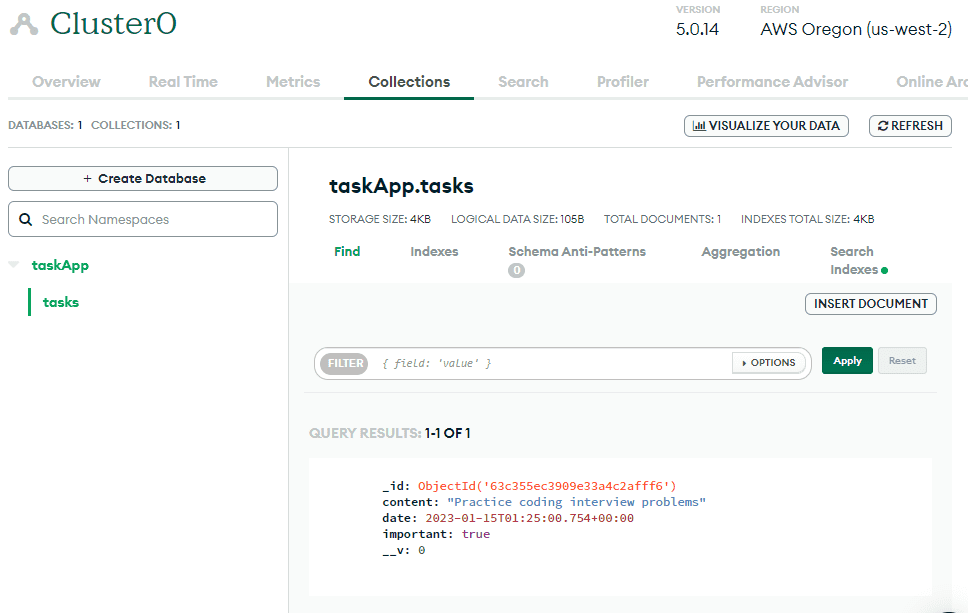 Cluster0
VERSION
5.0.14
REGION
AWS Oregon (us-west-2)
Overview Real Time Metrics Collections Search Profiler Performance Advisor Online Arc
DATABASES: 1 COLLECTIONS: 1
VISUALIZE YOUR DATA
REFRESH
+ Create Database
Search Namespaces
taskApp
tasks
taskApp.tasks
STORAGE SIZE: 4KB LOGICAL DATA SIZE: 105B TOTAL DOCUMENTS: 1 INDEXES TOTAL SIZE: 4KB
Find
Indexes
Schema Anti-Patterns
0
Aggregation
Search
Indexes
INSERT DOCUMENT
FILTER { field: 'value' }
OPTIONS
Apply
Reset
QUERY RESULTS: 1-1 OF 1
_id: ObjectId('63c355ec3909e33a4c2afff6')
content: "Practice coding interview problems"
date: 2023-01-15T01:25:00.754+00:00
important: true
__v: 0